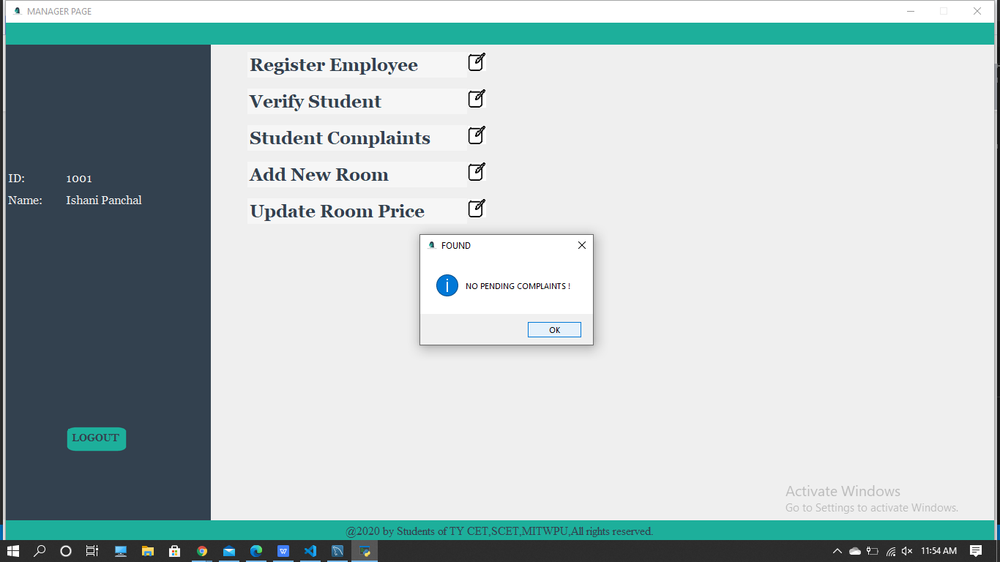 MANAGER PAGE
Register Employee
Verify Student
Student Complaints
Add New Room
Update Room Price
ID: 1001
Name: Ishani Panchal
FOUND
i
NO PENDING COMPLAINTS !
OK
LOGOUT
Activate Windows
Go to Settings to activate Windows.
@2020 by Students of TY CET,SCET,MITWPU,All rights reserved.
W
11:54 AM